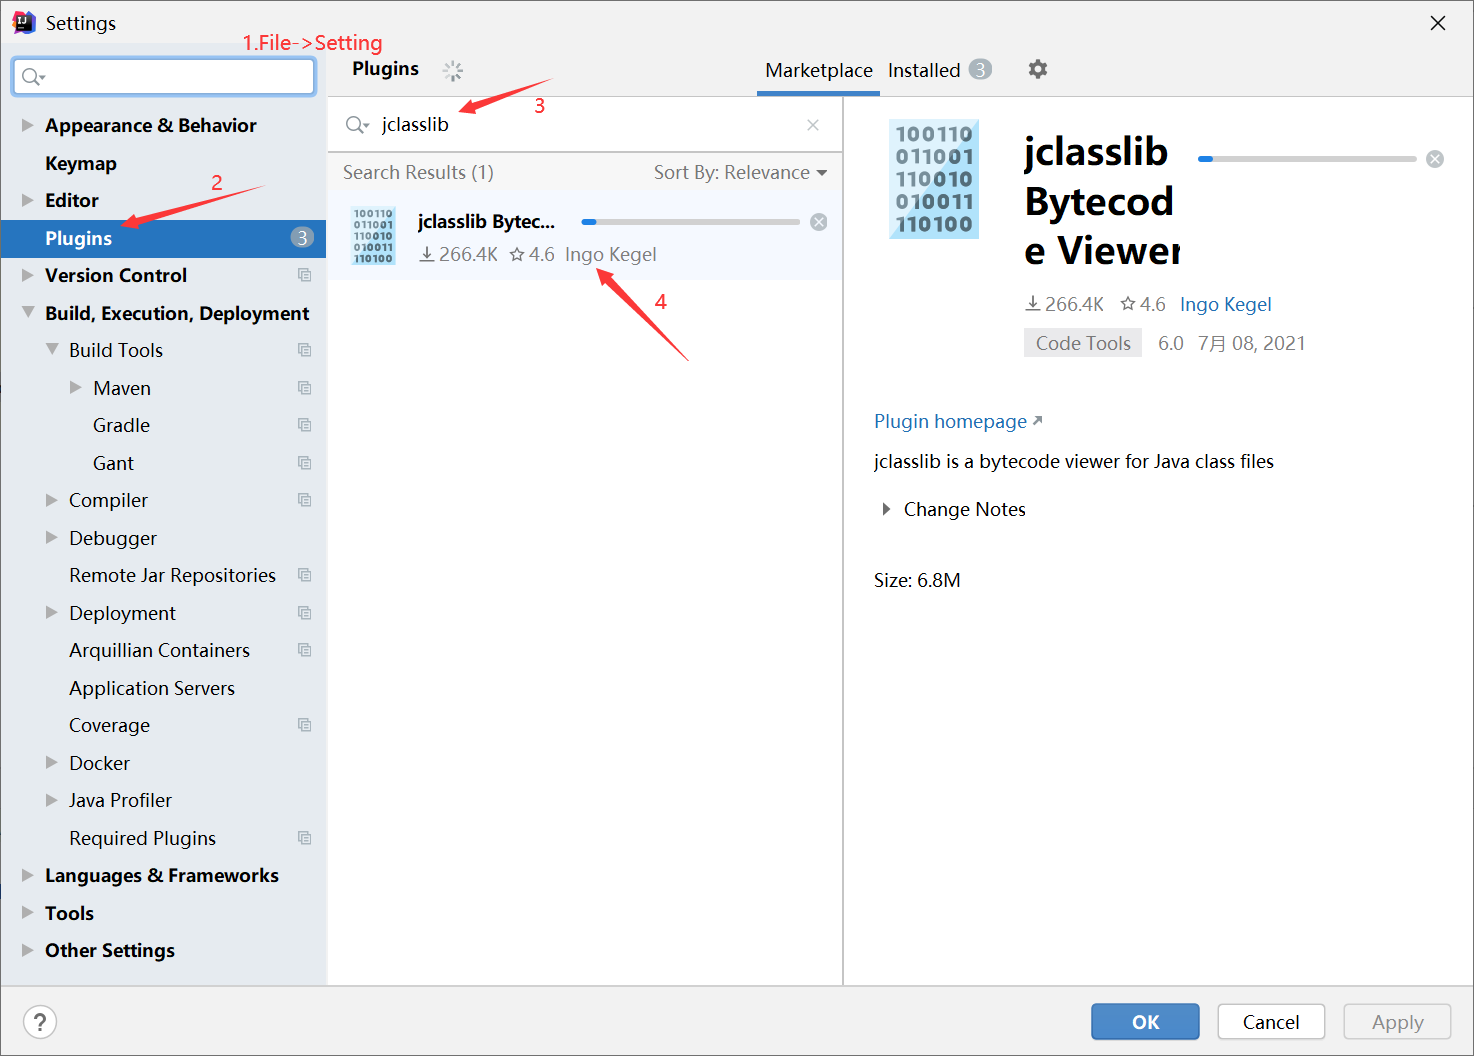 Settings
1.File->Setting
Plugins
Marketplace
Installed 3
Appearance & Behavior
Keymap
Editor
2
Plugins 3
Version Control
Build, Execution, Deployment
Build Tools
Maven
Gradle
Gant
Compiler
Debugger
Remote Jar Repositories
Deployment
Arquillian Containers
Application Servers
Coverage
Docker
Java Profiler
Required Plugins
Languages & Frameworks
Tools
Other Settings
jclasslib
3
Search Results (1)
Sort By: Relevance
100110
011001
110010
010011
110100
jclasslib Bytec...
266.4K 4.6 Ingo Kegel
4
100110
011001
110010
010011
110100
jclasslib
Bytecod
e Viewer
266.4K 4.6 Ingo Kegel
Code Tools 6.0 7月 08, 2021
Plugin homepage
jclasslib is a bytecode viewer for Java class files
Change Notes
Size: 6.8M
?
OK
Cancel
Apply